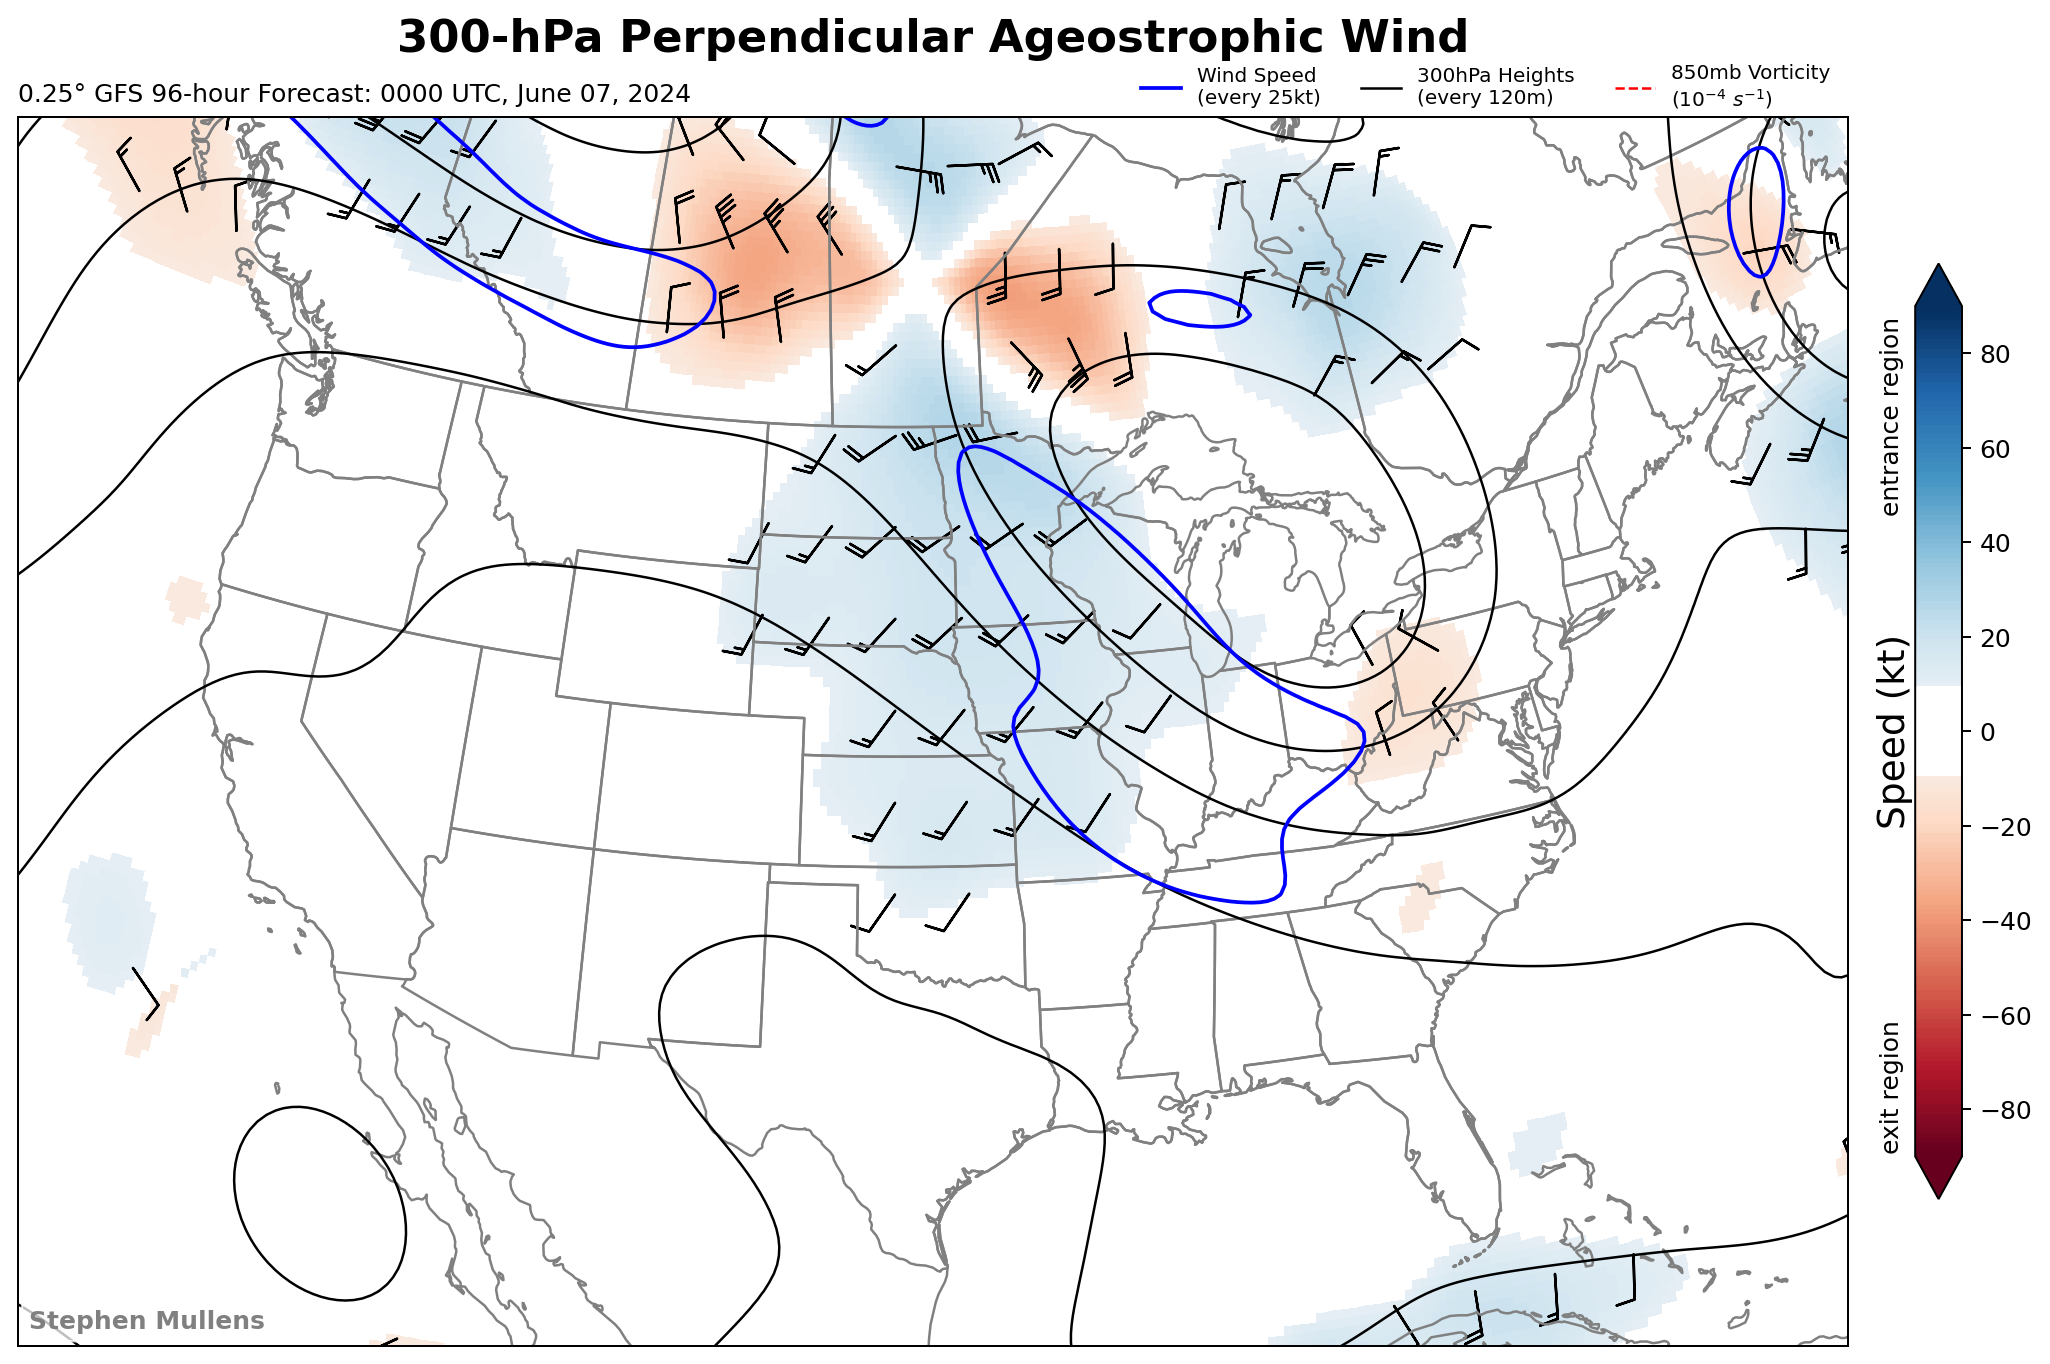 300-hPa Perpendicular Ageostrophic Wind
0.25° GFS 96-hour Forecast: 0000 UTC, June 07, 2024
Wind Speed
(every 25kt)
300hPa Heights
(every 120m)
850mb Vorticity
(10⁻⁴ s⁻¹)
entrance region
Speed (kt)
exit region
80
60
40
20
0
−20
−40
−60
−80
Stephen Mullens